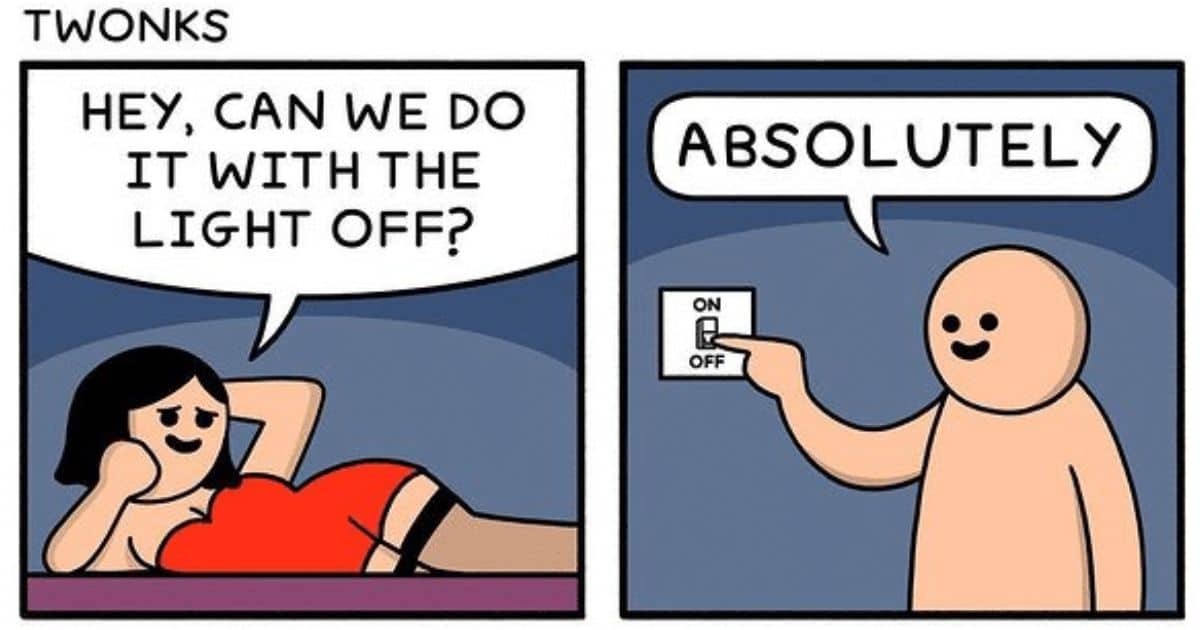 TWONKS
HEY, CAN WE DO
IT WITH THE
LIGHT OFF?
ABSOLUTELY
ON
OFF